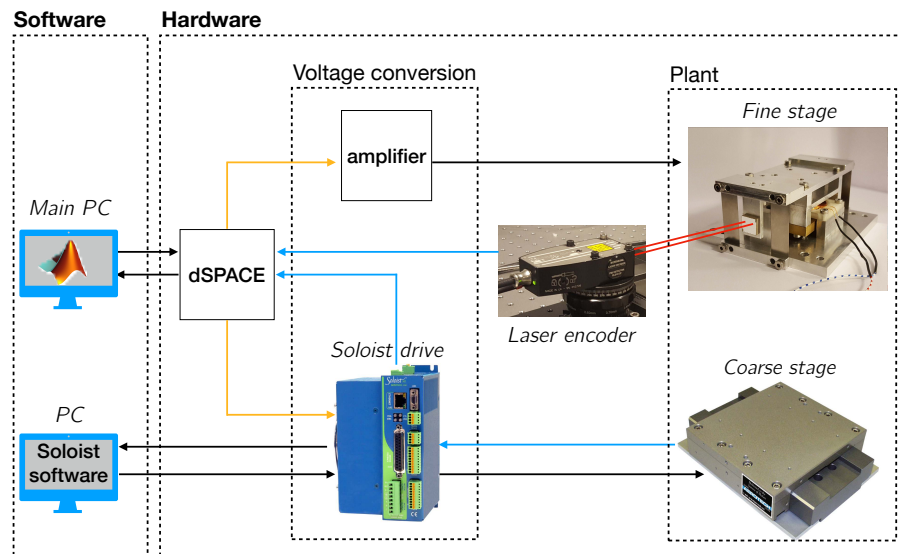 Software
Hardware
Voltage conversion
Plant
Fine stage
amplifier
Main PC
dSPACE
Laser encoder
Soloist drive
Coarse stage
PC
Soloist
software
Soloist